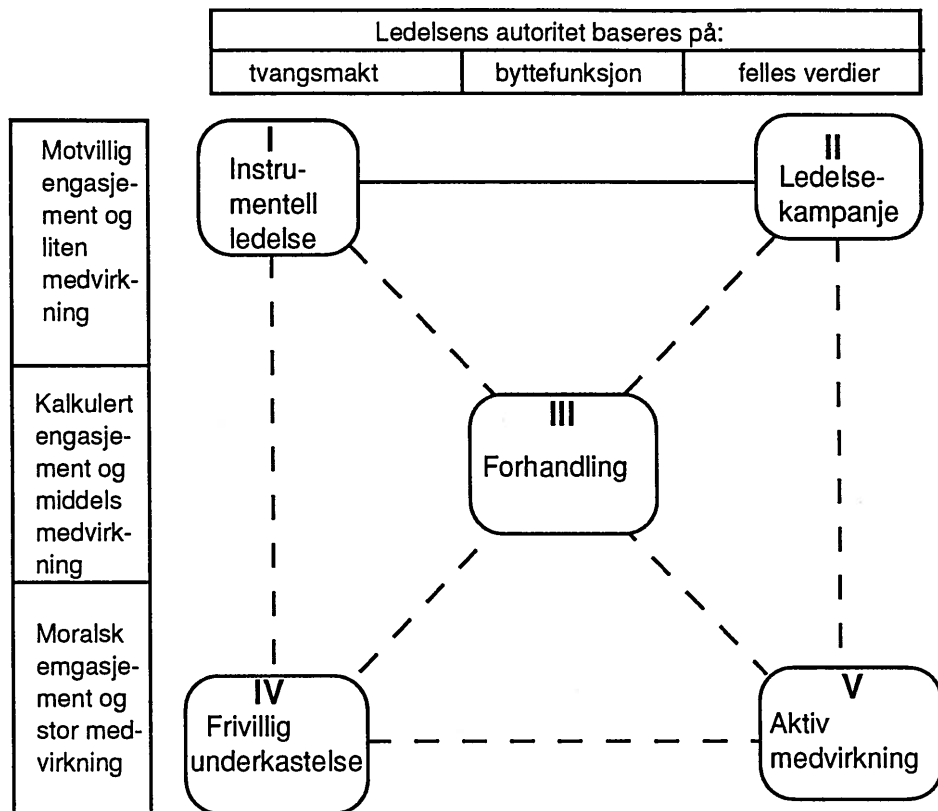 Ledelsens autoritet baseres på:
tvangsmakt
byttefunksjon
felles verdier
Motvillig
engasje-
ment og
liten
medvirk-
ning
I
Instru-
mentell
ledelse
II
Ledelse-
kampanje
Kalkulert
engasje-
ment og
middels
medvirk-
ning
III
Forhandling
Moralsk
emgasje-
ment og
stor med-
virkning
IV
Frivillig
underkastelse
V
Aktiv
medvirkning